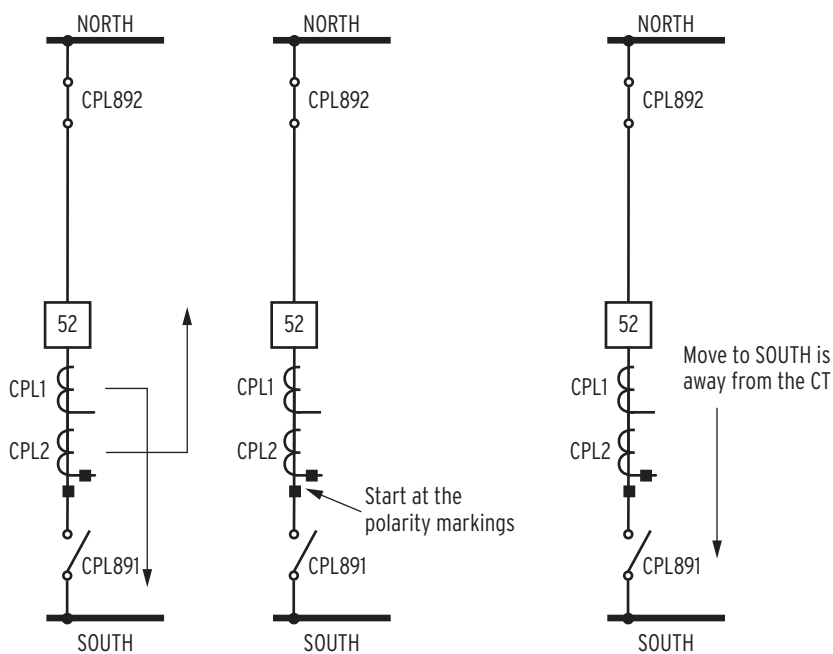 NORTH
CPL892
52
CPL1
CPL2
CPL891
SOUTH
NORTH
CPL892
52
CPL1
CPL2
Start at the
polarity markings
CPL891
SOUTH
NORTH
CPL892
52
CPL1
CPL2
Move to SOUTH is
away from the CT
CPL891
SOUTH